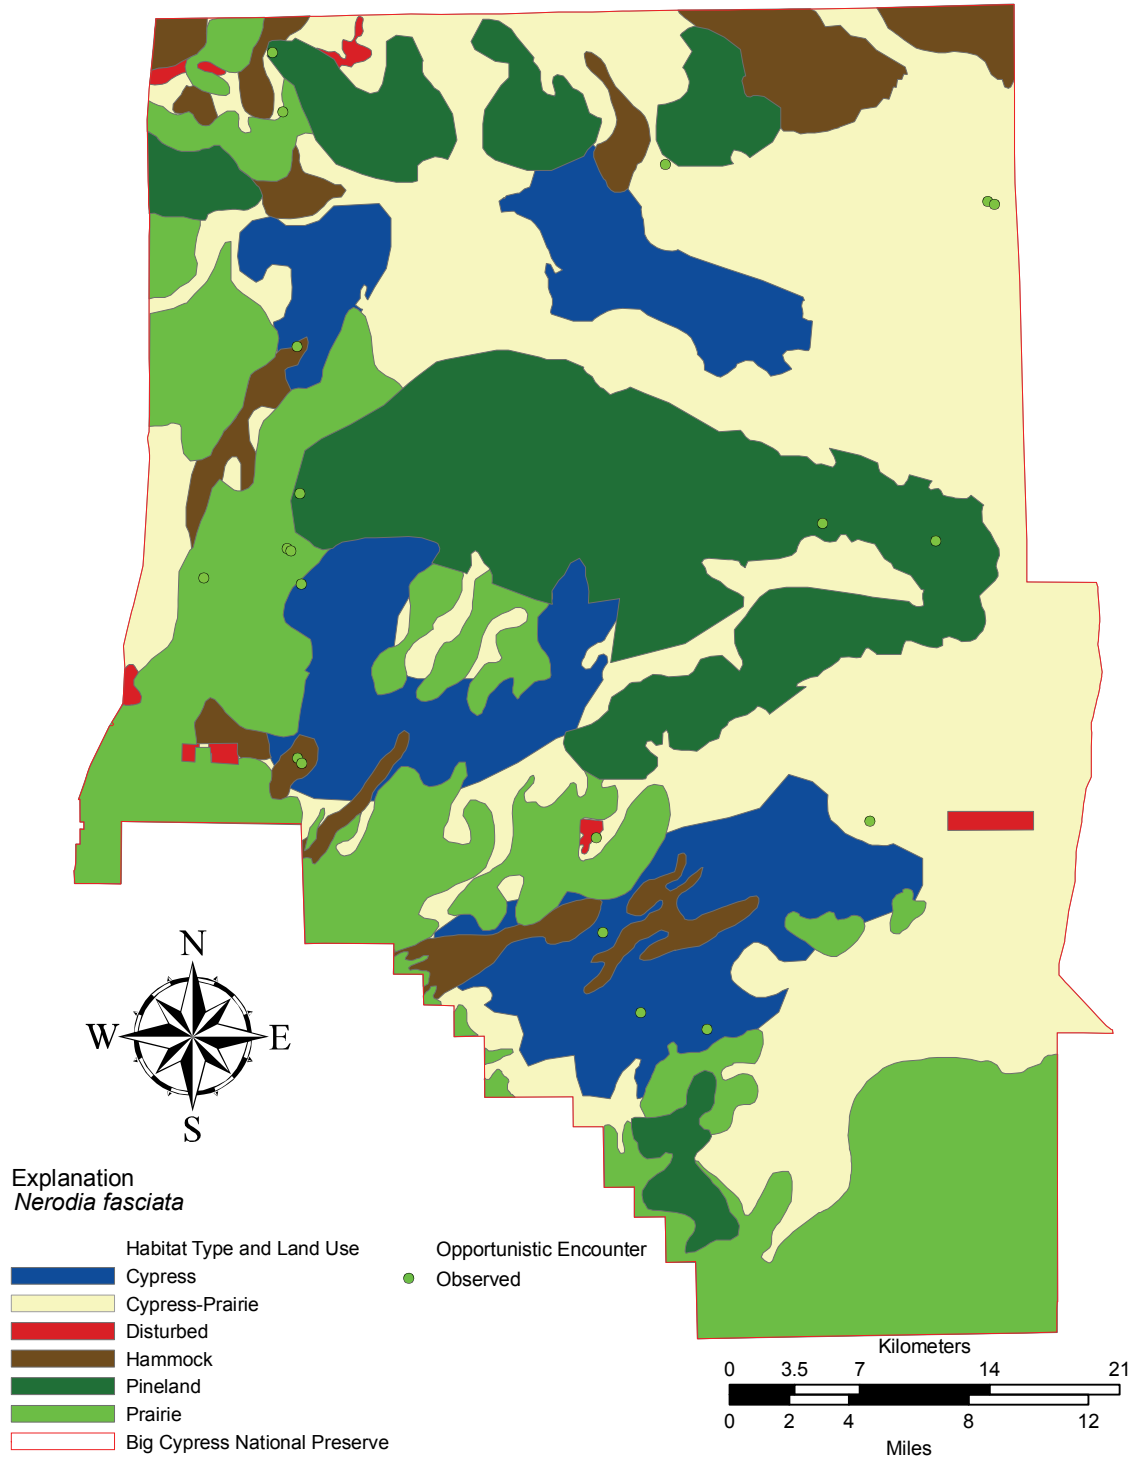 N
W E
S
Explanation
Nerodia fasciata
Habitat Type and Land Use
Cypress
Cypress-Prairie
Disturbed
Hammock
Pineland
Prairie
Big Cypress National Preserve
Opportunistic Encounter
Observed
Kilometers
0 3.5 7 14 21
0 2 4 8 12
Miles